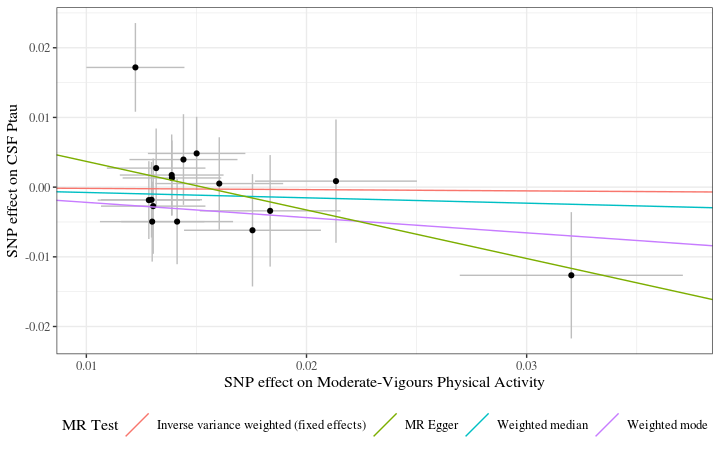 SNP effect on CSF Ptau
0.02
0.01
0.00
-0.01
-0.02
0.01 0.02 0.03
SNP effect on Moderate-Vigours Physical Activity
MR Test Inverse variance weighted (fixed effects) MR Egger Weighted median Weighted mode